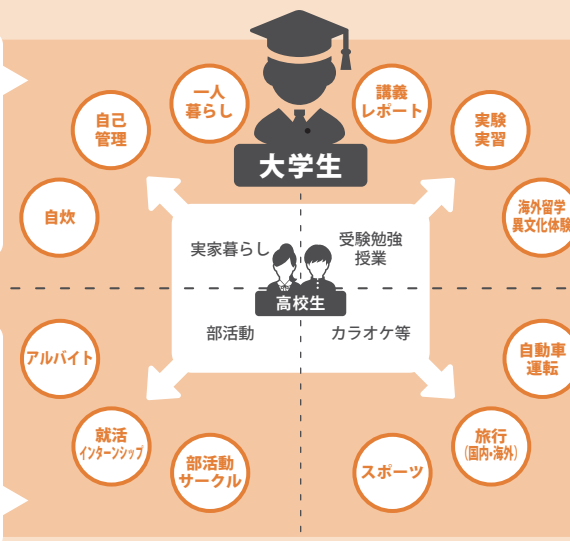 一人
暮らし
講義
レポート
自己
管理
実験
実習
大学生
自炊
海外留学
異文化体験
実家暮らし
受験勉強
授業
高校生
部活動
カラオケ等
アルバイト
自動車
運転
就活
インターンシップ
旅行
(国内・海外)
部活動
サークル
スポーツ